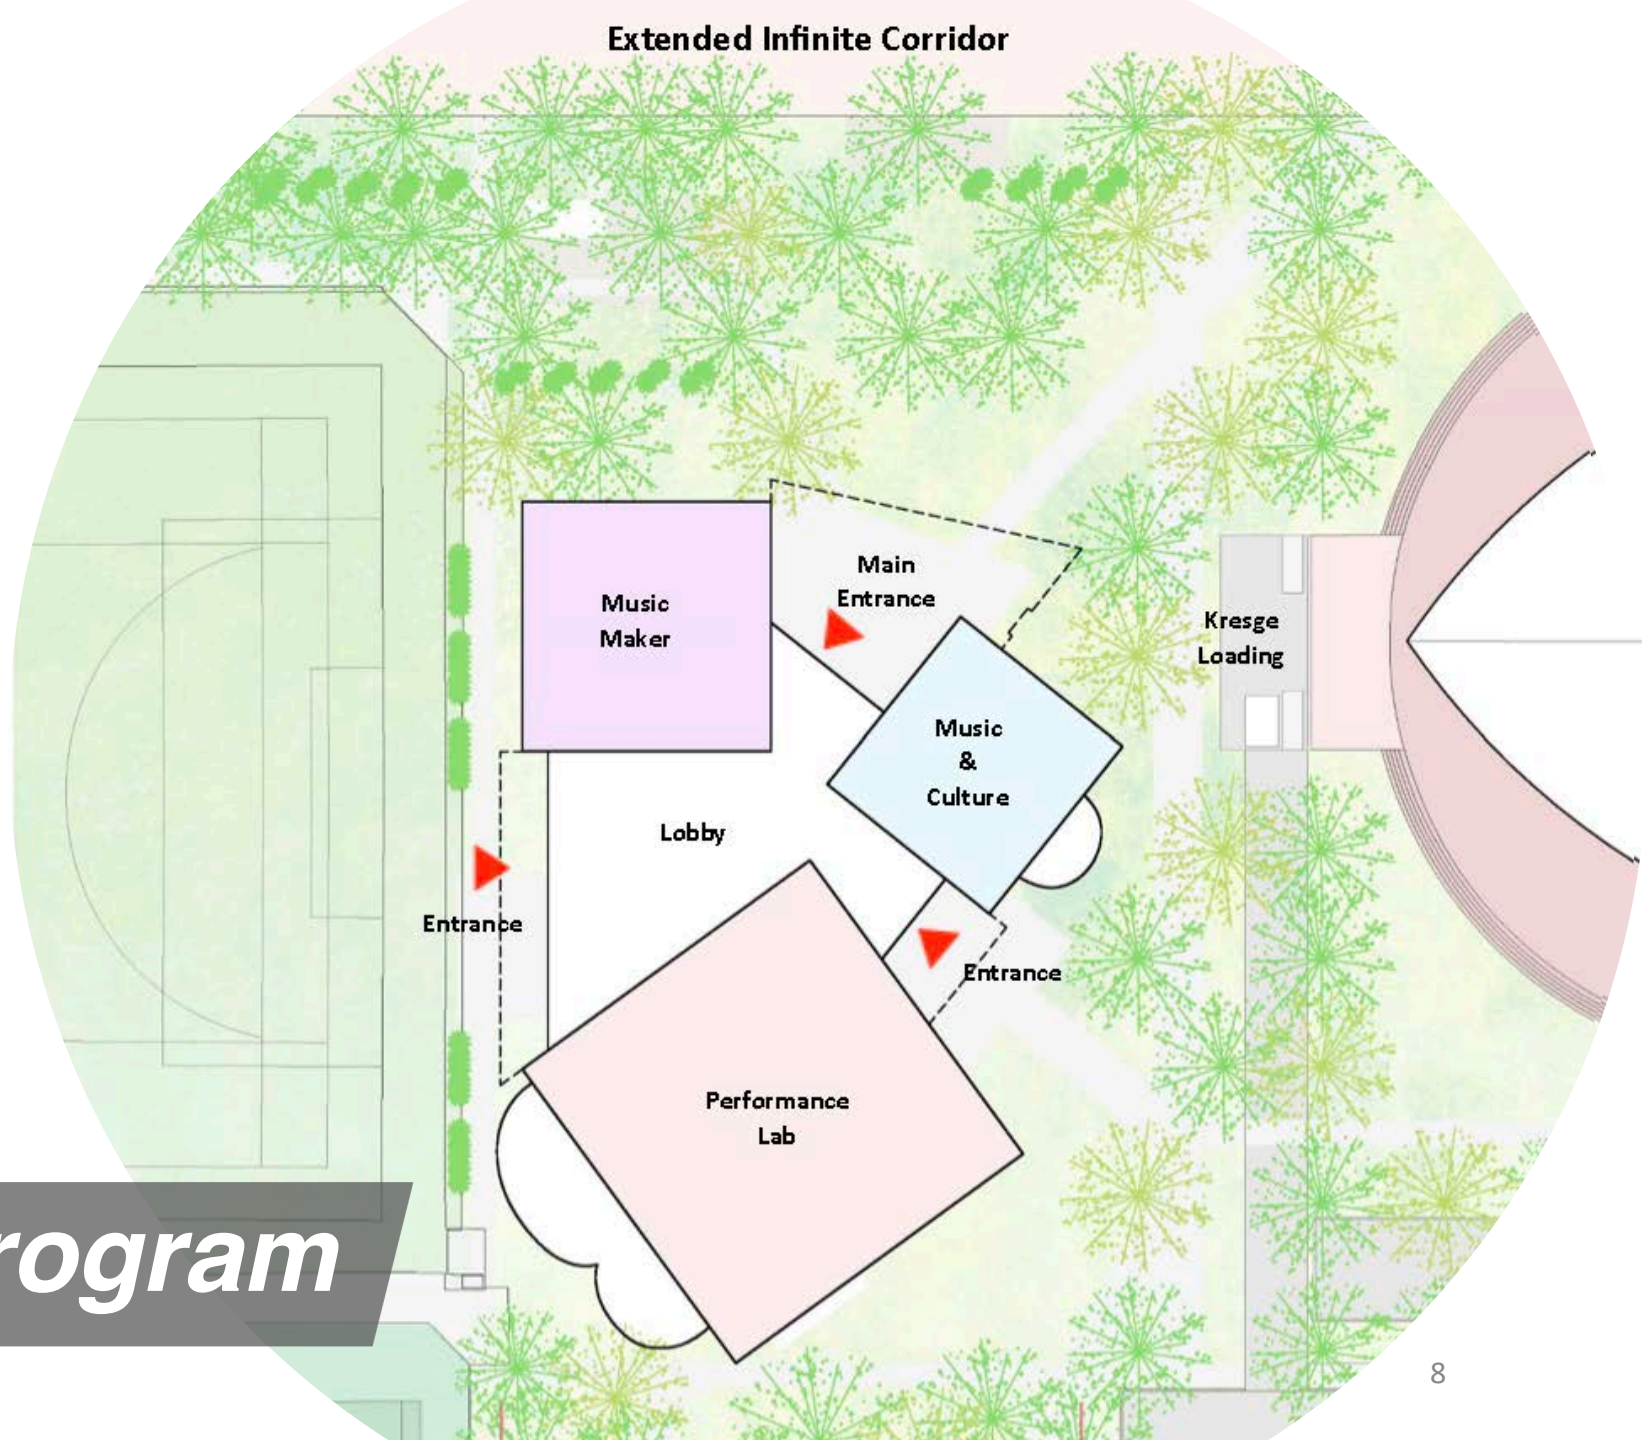 Extended Infinite Corridor
Main
Entrance
Music
Maker
Kresge
Loading
Music
&
Culture
Lobby
Entrance
Entrance
Performance
Lab
rogram
8